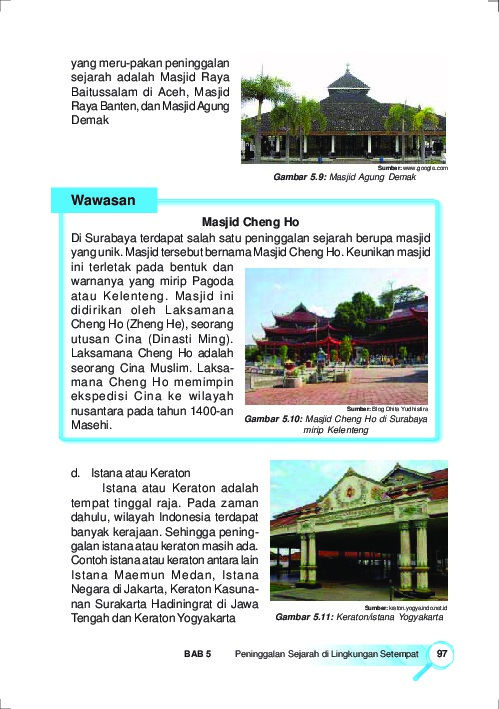 yang meru-pakan peninggalan
sejarah adalah Masjid Raya
Baitussalam di Aceh, Masjid
Raya Banten, dan Masjid Agung
Demak
Sumber: www.google.com
Gambar 5.9: Masjid Agung Demak
Wawasan
Masjid Cheng Ho
Di Surabaya terdapat salah satu peninggalan sejarah berupa masjid
yang unik. Masjid tersebut bernama Masjid Cheng Ho. Keunikan masjid
ini terletak pada bentuk dan
warnanya yang mirip Pagoda
atau Kelenteng. Masjid ini
didirikan oleh Laksamana
Cheng Ho (Zheng He), seorang
utusan Cina (Dinasti Ming).
Laksamana Cheng Ho adalah
seorang Cina Muslim. Laksa-
mana Cheng Ho memimpin
ekspedisi Cina ke wilayah
nusantara pada tahun 1400-an
Masehi.
Sumber: Blog Dhita Yudhistira
Gambar 5.10: Masjid Cheng Ho di Surabaya
mirip Kelenteng
d. Istana atau Keraton
Istana atau Keraton adalah
tempat tinggal raja. Pada zaman
dahulu, wilayah Indonesia terdapat
banyak kerajaan. Sehingga pening-
galan istana atau keraton masih ada.
Contoh istana atau keraton antara lain
Istana Maemun Medan, Istana
Negara di Jakarta, Keraton Kasuna-
nan Surakarta Hadiningrat di Jawa
Tengah dan Keraton Yogyakarta
Sumber: kraton.yogya.indo.net.id
Gambar 5.11: Keraton/istana Yogyakarta
BAB 5 Peninggalan Sejarah di Lingkungan Setempat 97